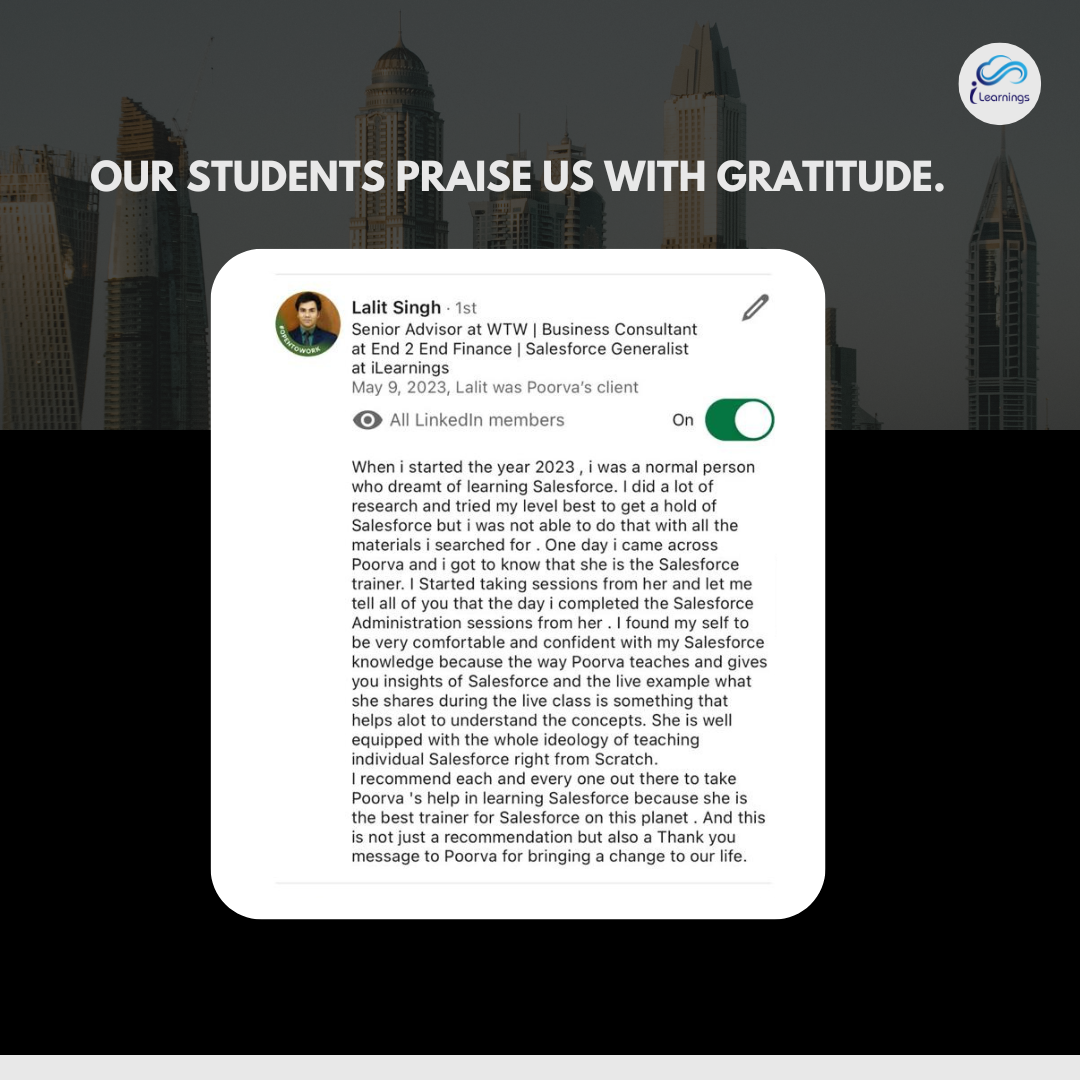 iLearnings
OUR STUDENTS PRAISE US WITH GRATITUDE.
#OPENTOWORK
Lalit Singh · 1st
Senior Advisor at WTW | Business Consultant
at End 2 End Finance | Salesforce Generalist
at iLearnings
May 9, 2023, Lalit was Poorva's client
All LinkedIn members
On
When i started the year 2023 , i was a normal person
who dreamt of learning Salesforce. I did a lot of
research and tried my level best to get a hold of
Salesforce but i was not able to do that with all the
materials i searched for . One day i came across
Poorva and i got to know that she is the Salesforce
trainer. I Started taking sessions from her and let me
tell all of you that the day i completed the Salesforce
Administration sessions from her . I found my self to
be very comfortable and confident with my Salesforce
knowledge because the way Poorva teaches and gives
you insights of Salesforce and the live example what
she shares during the live class is something that
helps alot to understand the concepts. She is well
equipped with the whole ideology of teaching
individual Salesforce right from Scratch.
I recommend each and every one out there to take
Poorva 's help in learning Salesforce because she is
the best trainer for Salesforce on this planet . And this
is not just a recommendation but also a Thank you
message to Poorva for bringing a change to our life.